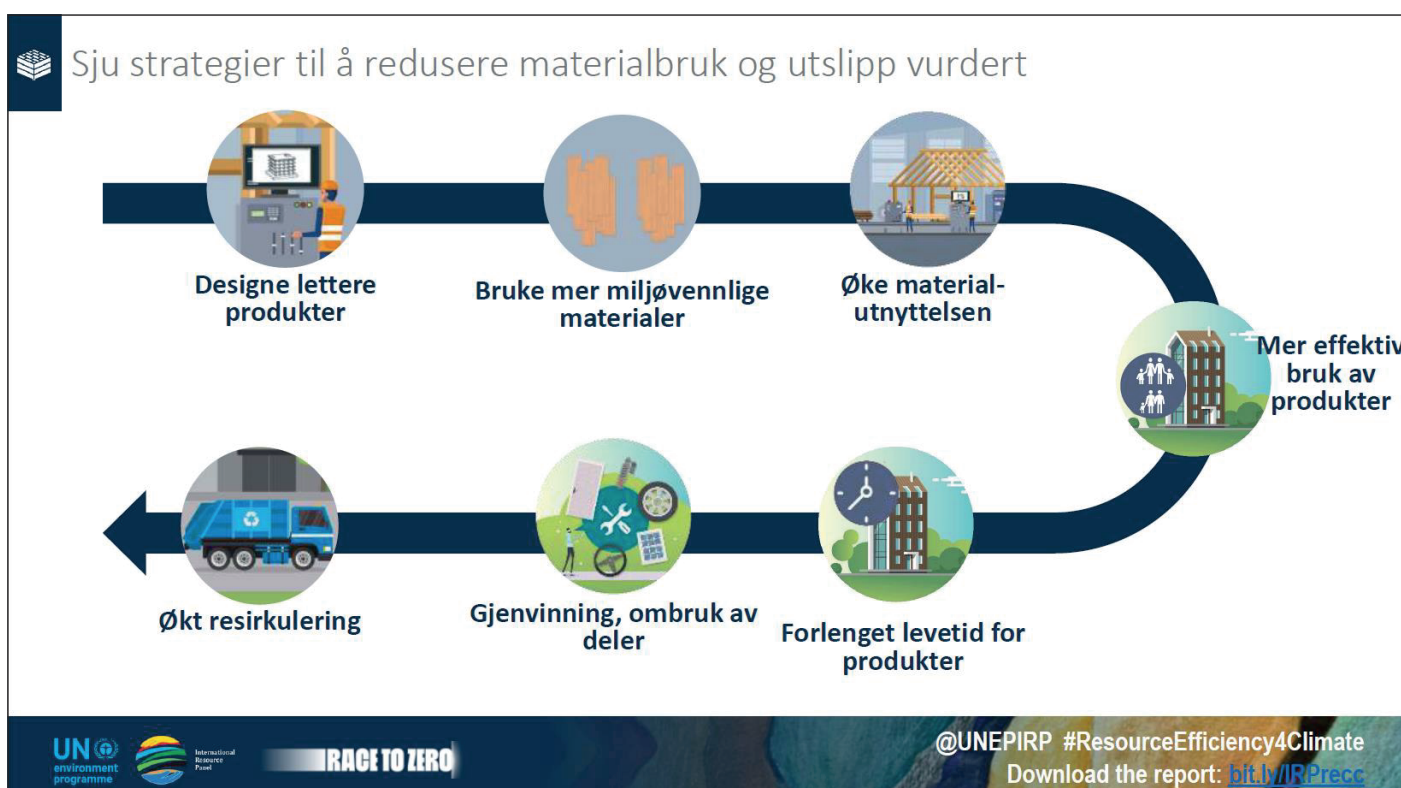 Sju strategier til å redusere materialbruk og utslipp vurdert
Designe lettere
produkter
Bruke mer miljøvennlige
materialer
Øke material-
utnyttelsen
Mer effektiv
bruk av
produkter
Økt resirkulering
Gjenvinning, ombruk av
deler
Forlenget levetid for
produkter
UN
environment
programme
International
Resource
Panel
RACE TO ZERO
@UNEPIRP #ResourceEfficiency4Climate
Download the report: bit.ly/IRPrecc